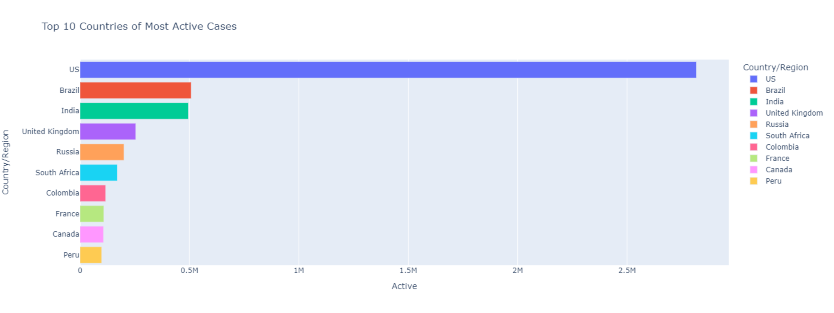 Top 10 Countries of Most Active Cases
Country/Region
US
Brazil
India
United Kingdom
Russia
South Africa
Colombia
France
Canada
Peru
0 0.5M 1M 1.5M 2M 2.5M
Active
Country/Region
US
Brazil
India
United Kingdom
Russia
South Africa
Colombia
France
Canada
Peru